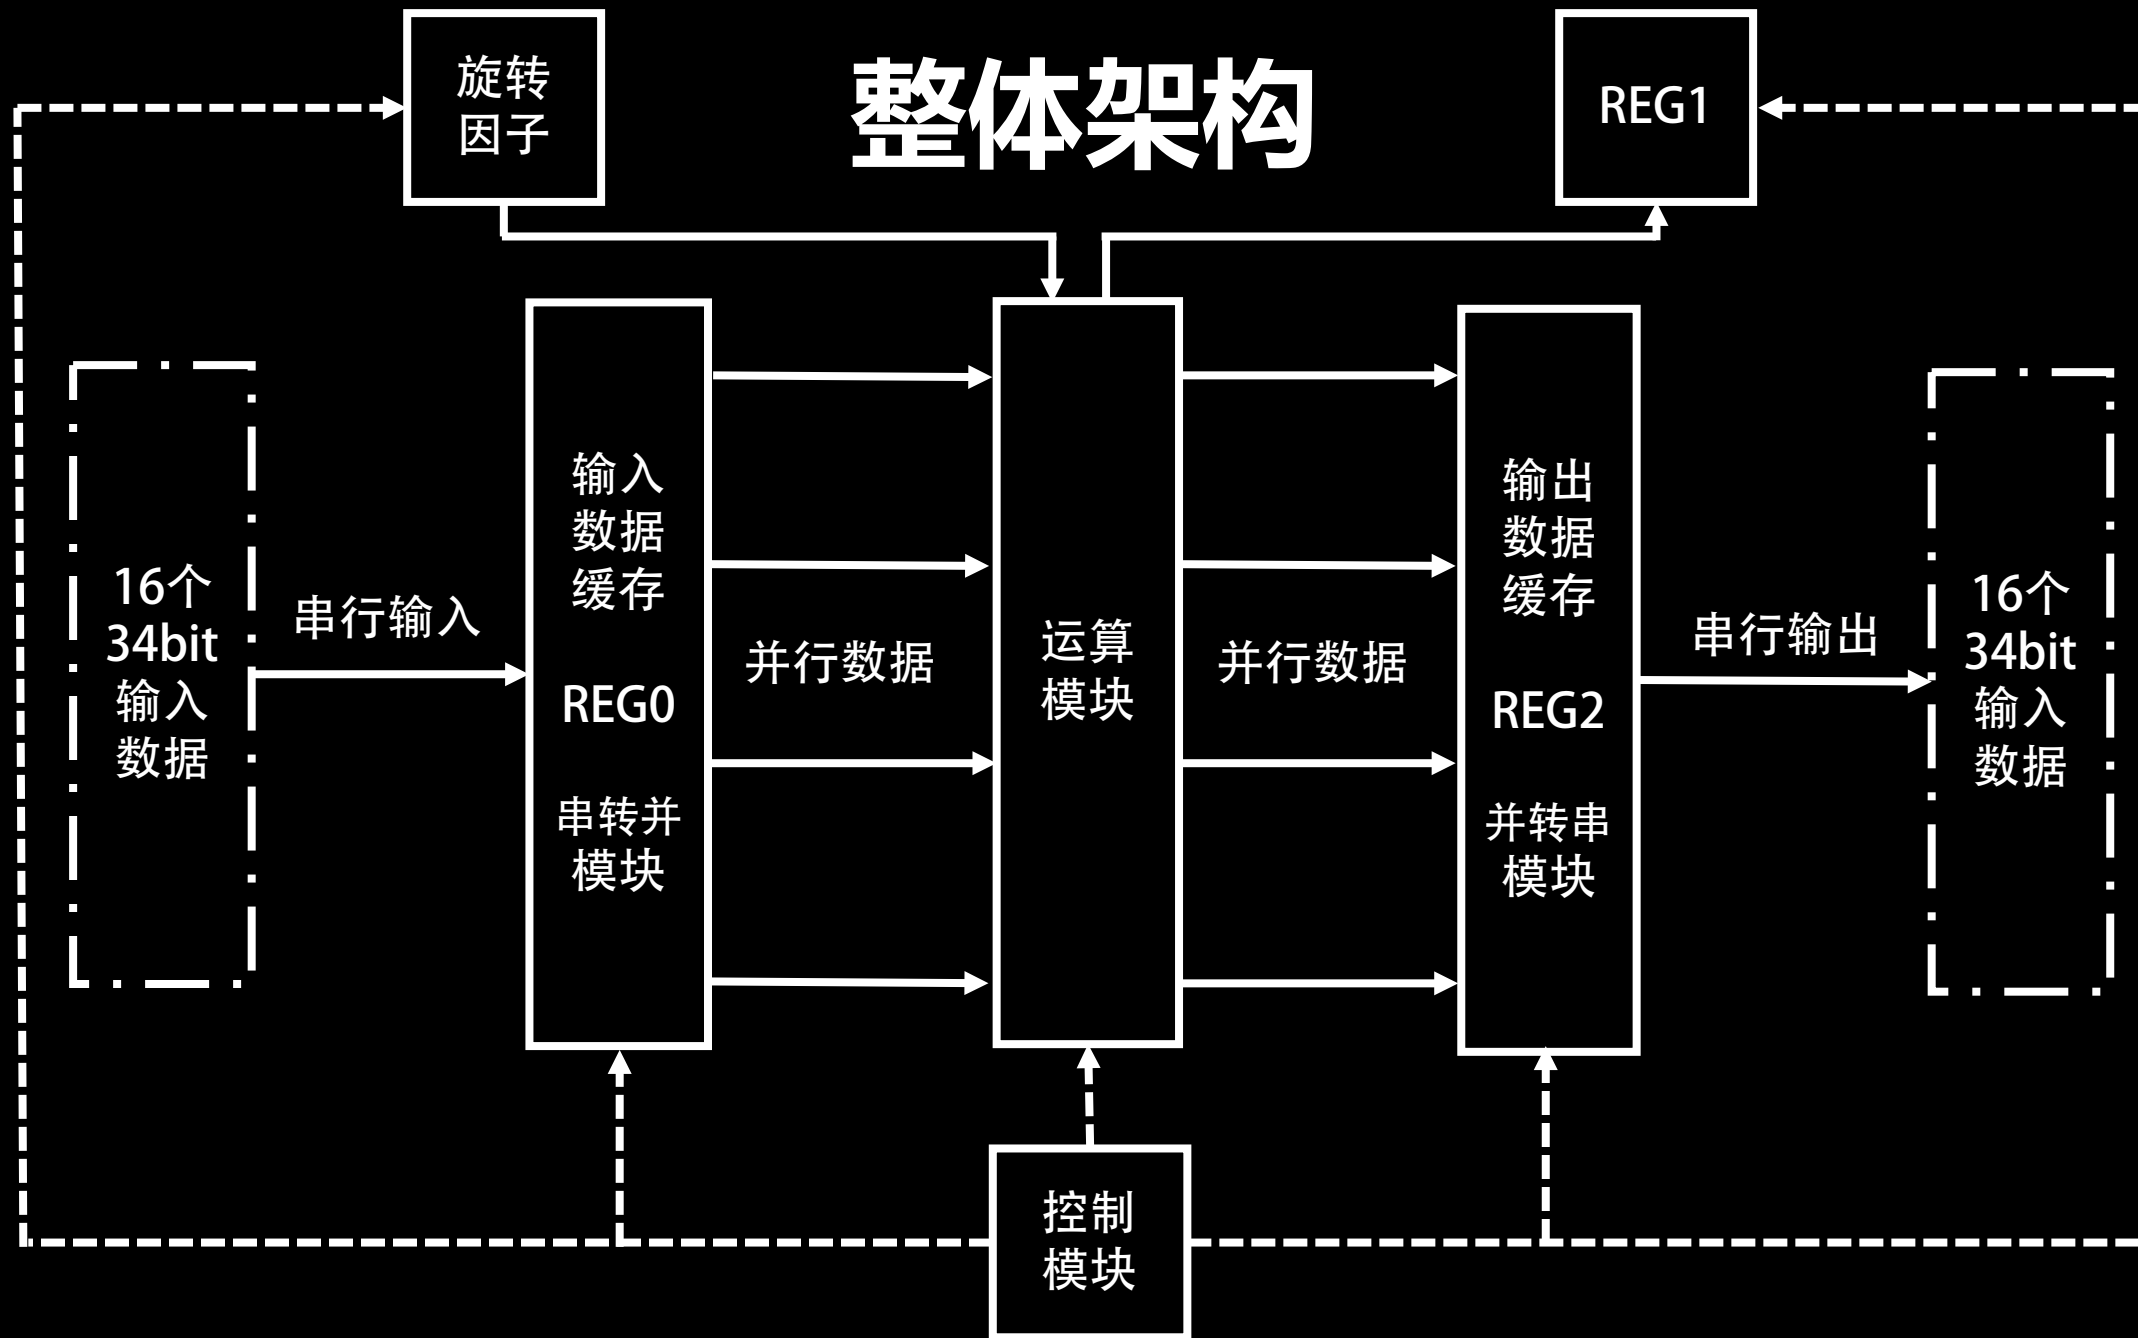 旋转
因子
整体架构
REG1
16个
34bit
输入
数据
串行输入
输入
数据
缓存
REG0
串转并
模块
并行数据
运算
模块
并行数据
输出
数据
缓存
REG2
并转串
模块
串行输出
16个
34bit
输入
数据
控制
模块